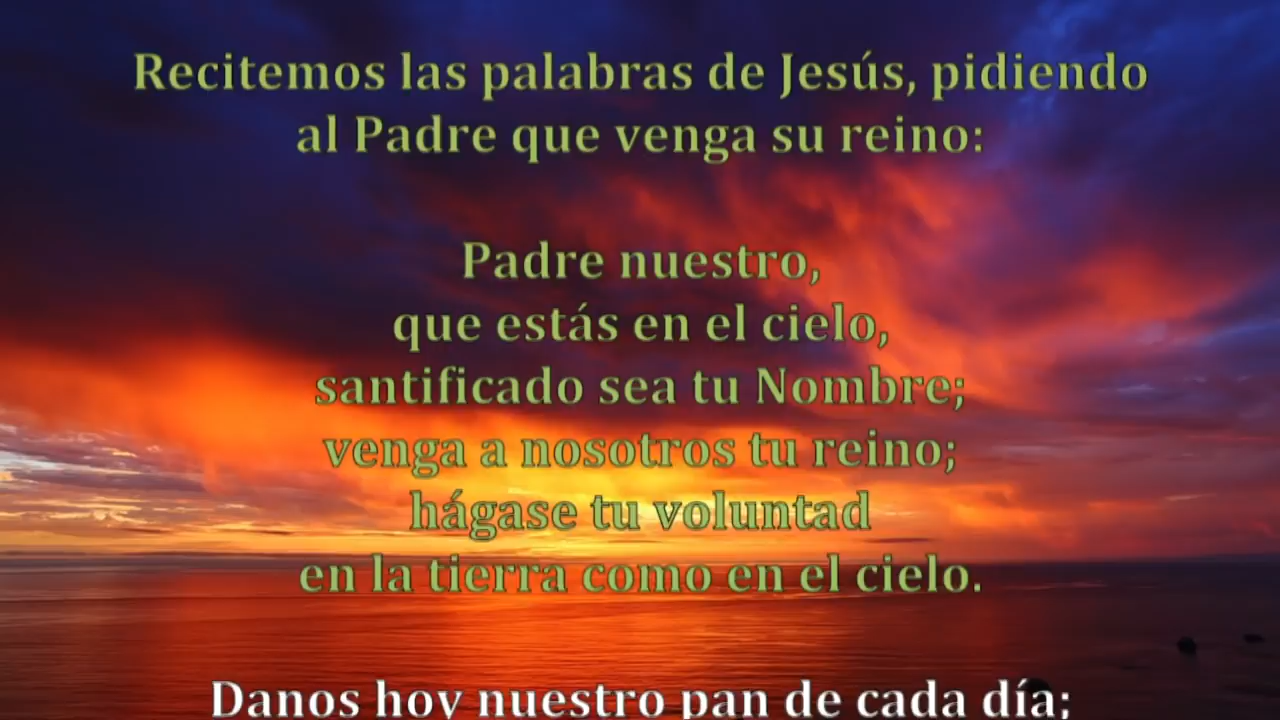 Recitemos las palabras de Jesús, pidiendo
al Padre que venga su reino:
Padre nuestro,
que estás en el cielo,
santificado sea tu Nombre;
venga a nosotros tu reino;
hágase tu voluntad
en la tierra como en el cielo.
Danos hoy nuestro pan de cada día;